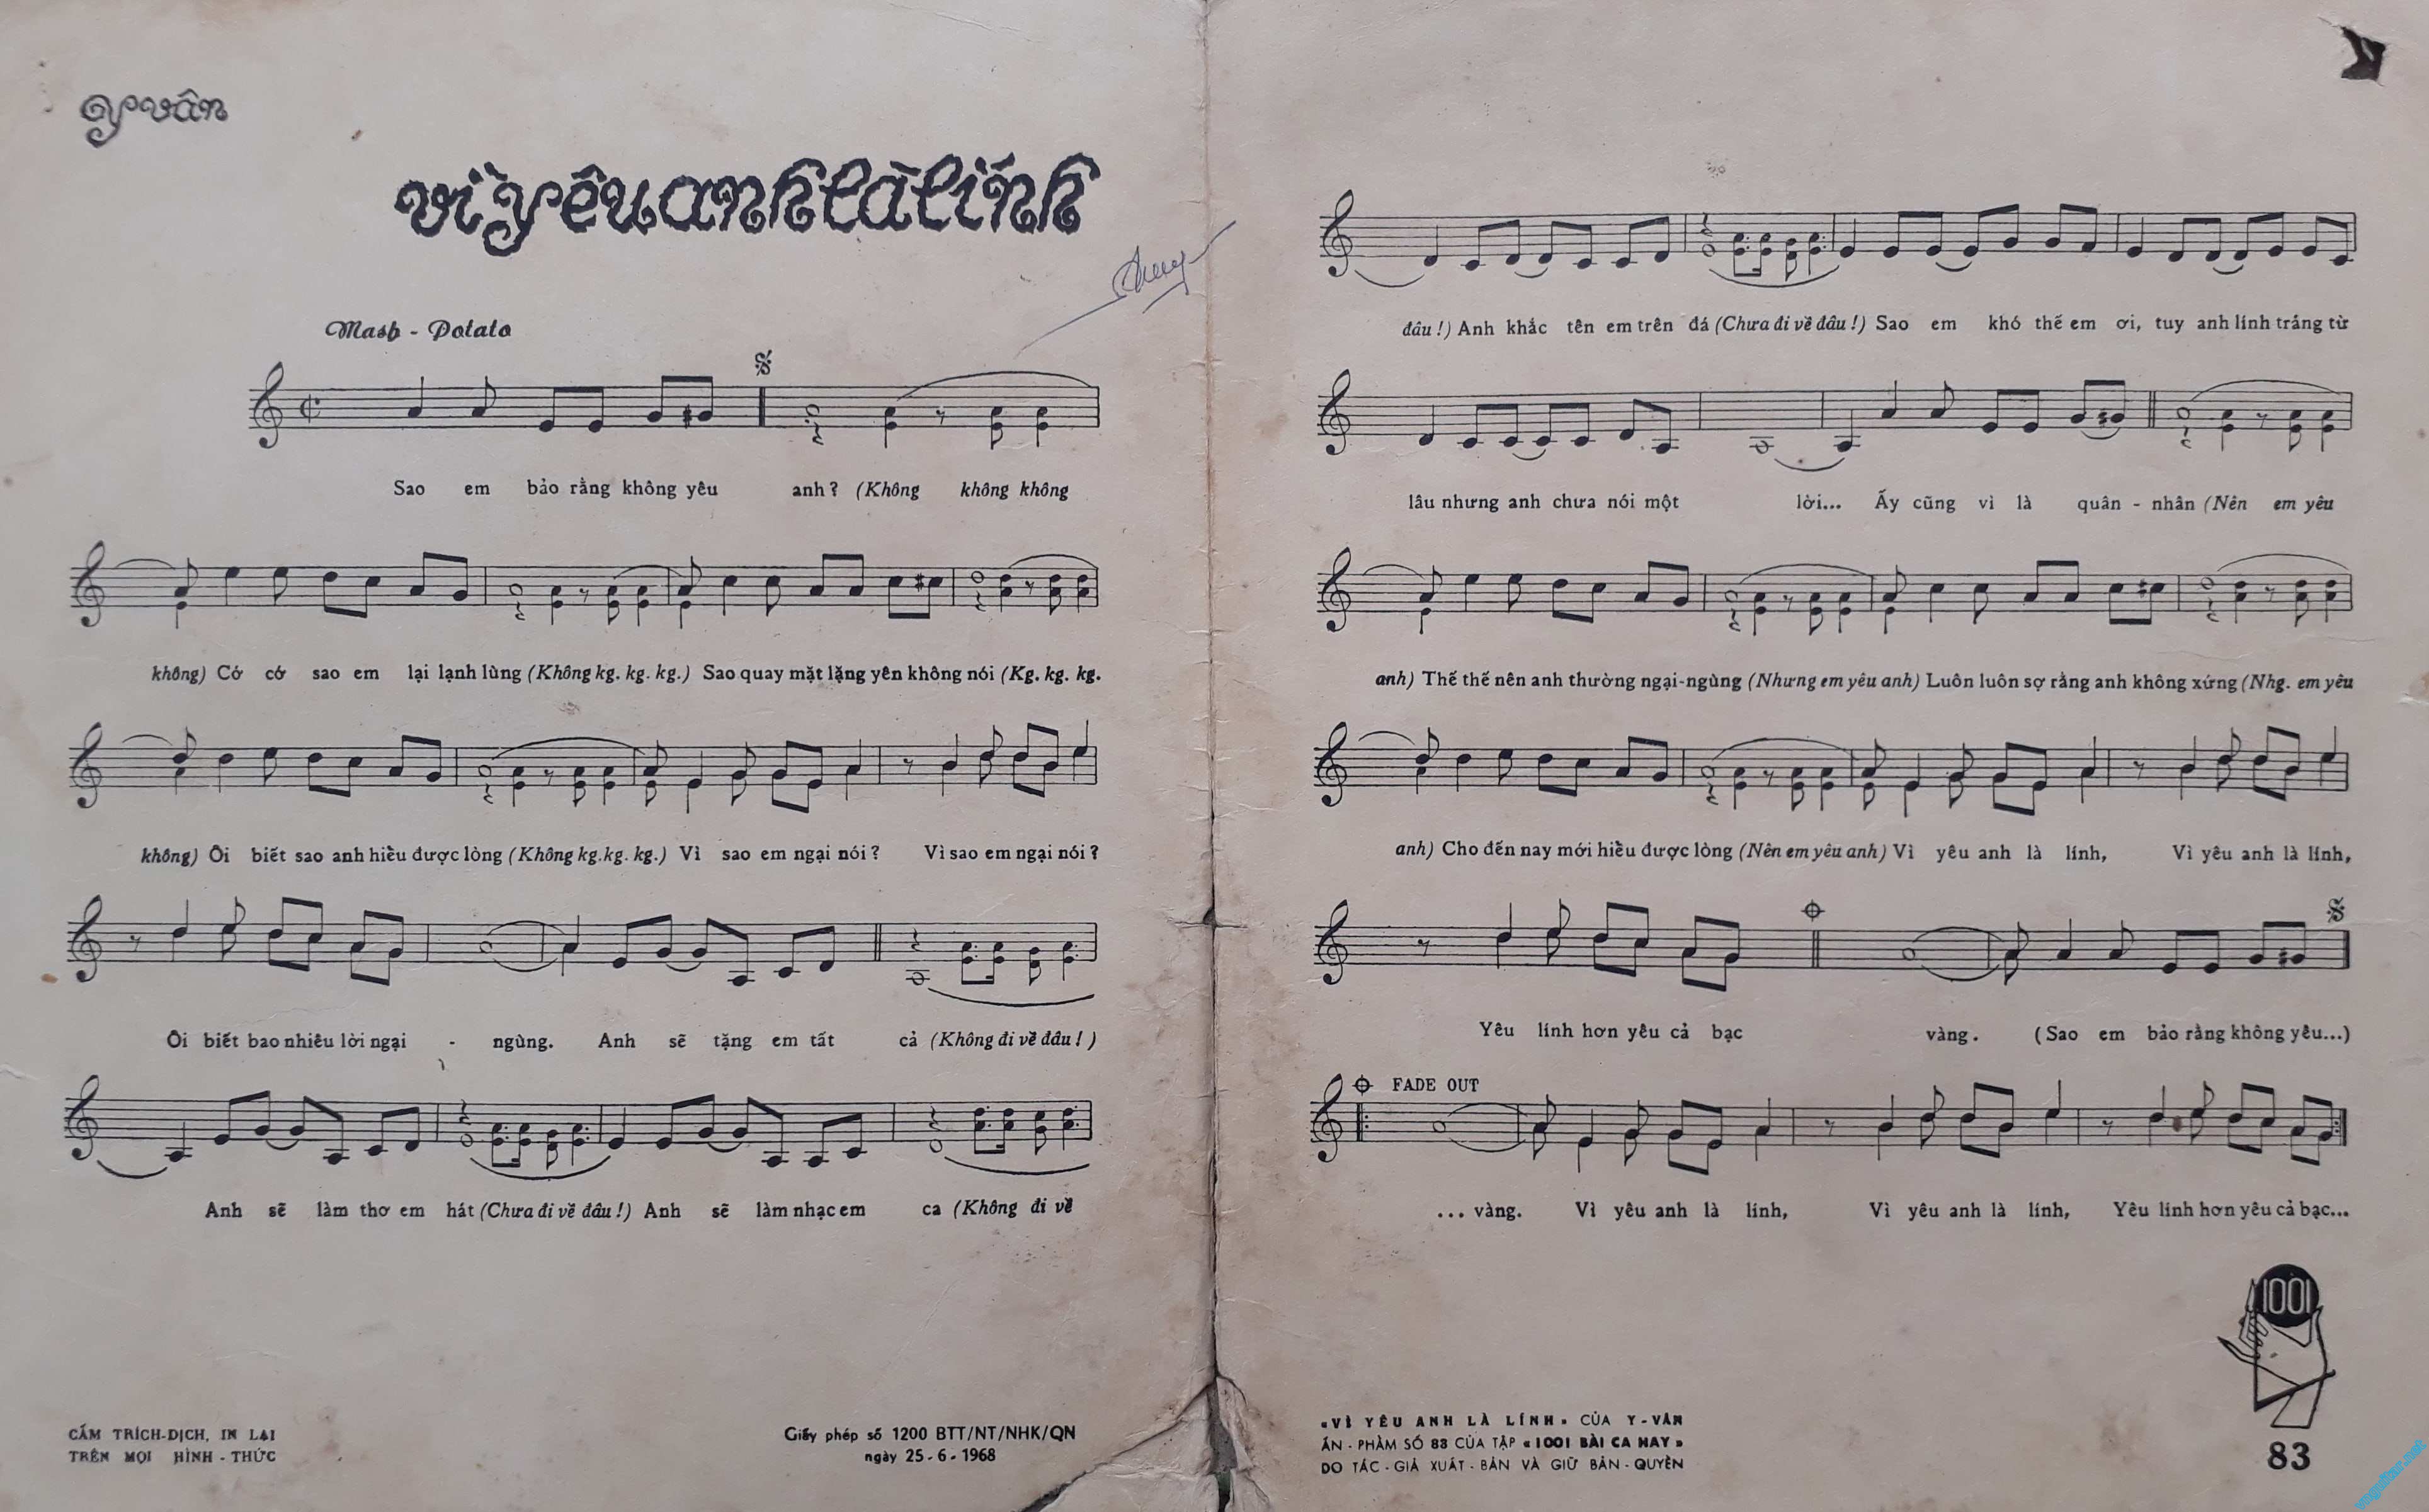 Y Vân
vì yêu anh là lính
Mash - Potato
Sao em bảo rằng không yêu anh? (Không không không
không) Cớ cớ sao em lại lạnh lùng (Không kg. kg. kg.) Sao quay mặt lặng yên không nói (Kg. kg. kg.
không) Ôi biết sao anh hiểu được lòng (Không kg.kg. kg.) Vì sao em ngại nói? Vì sao em ngại nói?
Ôi biết bao nhiêu lời ngại - ngùng. Anh sẽ tặng em tất cả (Không đi về đâu!)
Anh sẽ làm thơ em hát (Chưa đi về đâu!) Anh sẽ làm nhạc em ca (Không đi về
CẤM TRÍCH-DỊCH, IN LẠI
TRÊN MỌI HÌNH - THỨC
Giấy phép số 1200 BTT/NT/NHK/QN
ngày 25-6-1968
đâu!) Anh khắc tên em trên đá (Chưa đi về đâu!) Sao em khó thế em ơi, tuy anh lính tráng từ
lâu nhưng anh chưa nói một lời... Ấy cũng vì là quân - nhân (Nên em yêu
anh) Thế thế nên anh thường ngại-ngùng (Nhưng em yêu anh) Luôn luôn sợ rằng anh không xứng (Nhg. em yêu
anh) Cho đến nay mới hiểu được lòng (Nên em yêu anh) Vì yêu anh là lính, Vì yêu anh là lính,
Yêu lính hơn yêu cả bạc vàng. (Sao em bảo rằng không yêu...)
FADE OUT
... vàng. Vì yêu anh là lính, Vì yêu anh là lính, Yêu lính hơn yêu cả bạc...
1001
83
«VÌ YÊU ANH LÀ LÍNH» CỦA Y-VÂN
ẤN - PHẨM SỐ 83 CỦA TẬP «1001 BÀI CA HAY»
DO TÁC - GIẢ XUẤT - BẢN VÀ GIỮ BẢN - QUYỀN